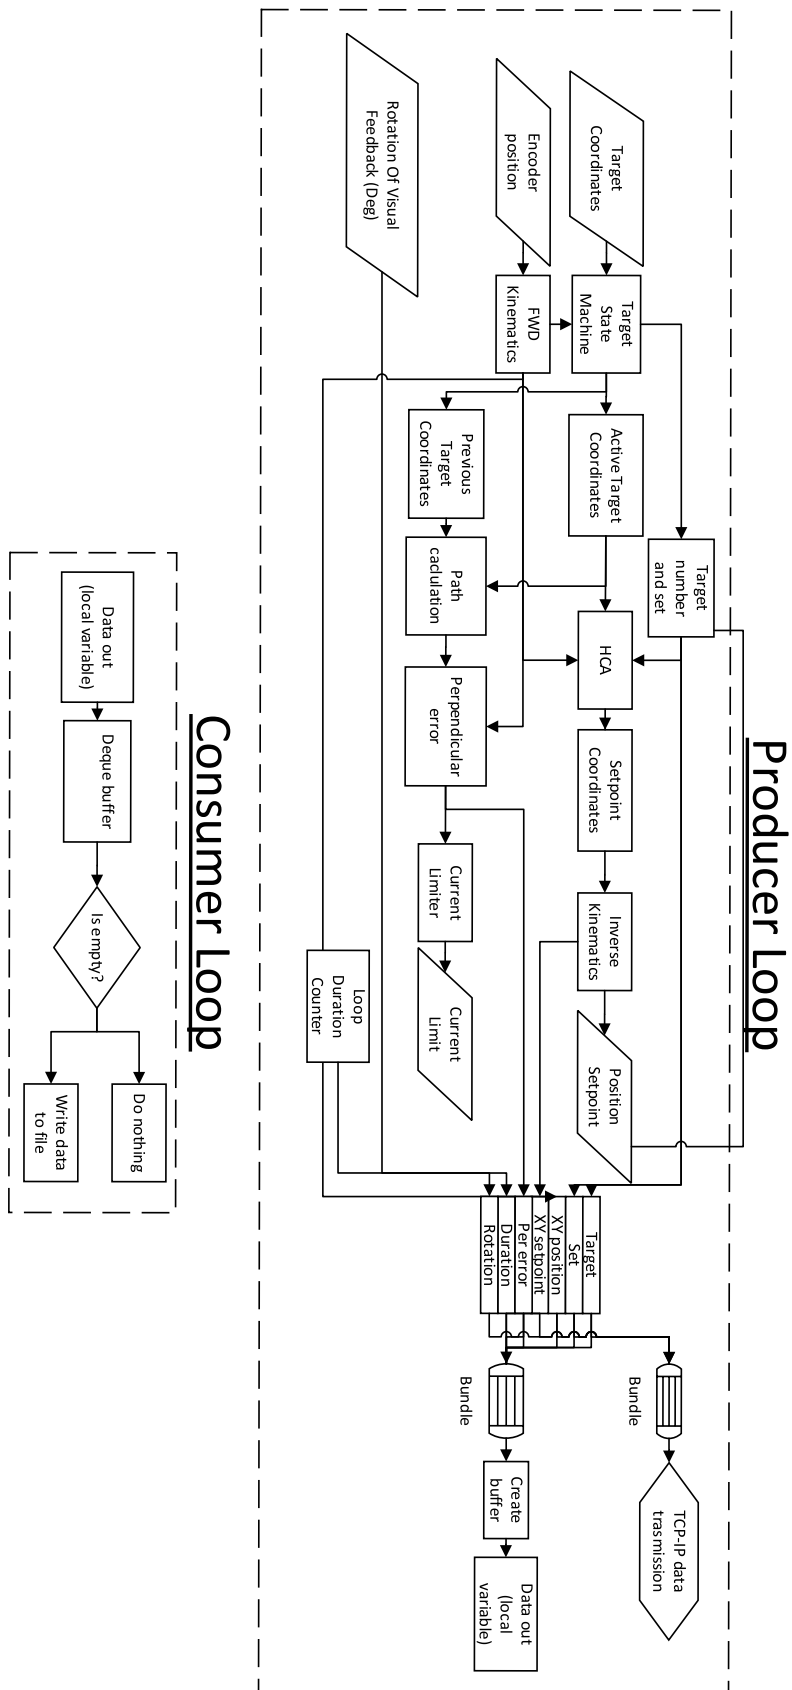 Producer Loop
Target
Coordinates
Encoder
position
Rotation Of Visual
Feedback (Deg)
Target
State
Machine
FWD
Kinematics
Target
number
and set
Active Target
Coordinates
Previous
Target
Coordinates
Path
caclulation
HCA
Perpendicular
error
Setpoint
Coordinates
Current
Limiter
Inverse
Kinematics
Current
Limit
Loop
Duration
Counter
Position
Setpoint
Target
Set
XY position
XY setpoint
Per error
Duration
Rotation
Bundle
Bundle
TCP-IP data
trasmission
Create
buffer
Data out
(local
variable)
Consumer Loop
Data out
(local variable)
Deque buffer
Is empty?
Do nothing
Write data
to file